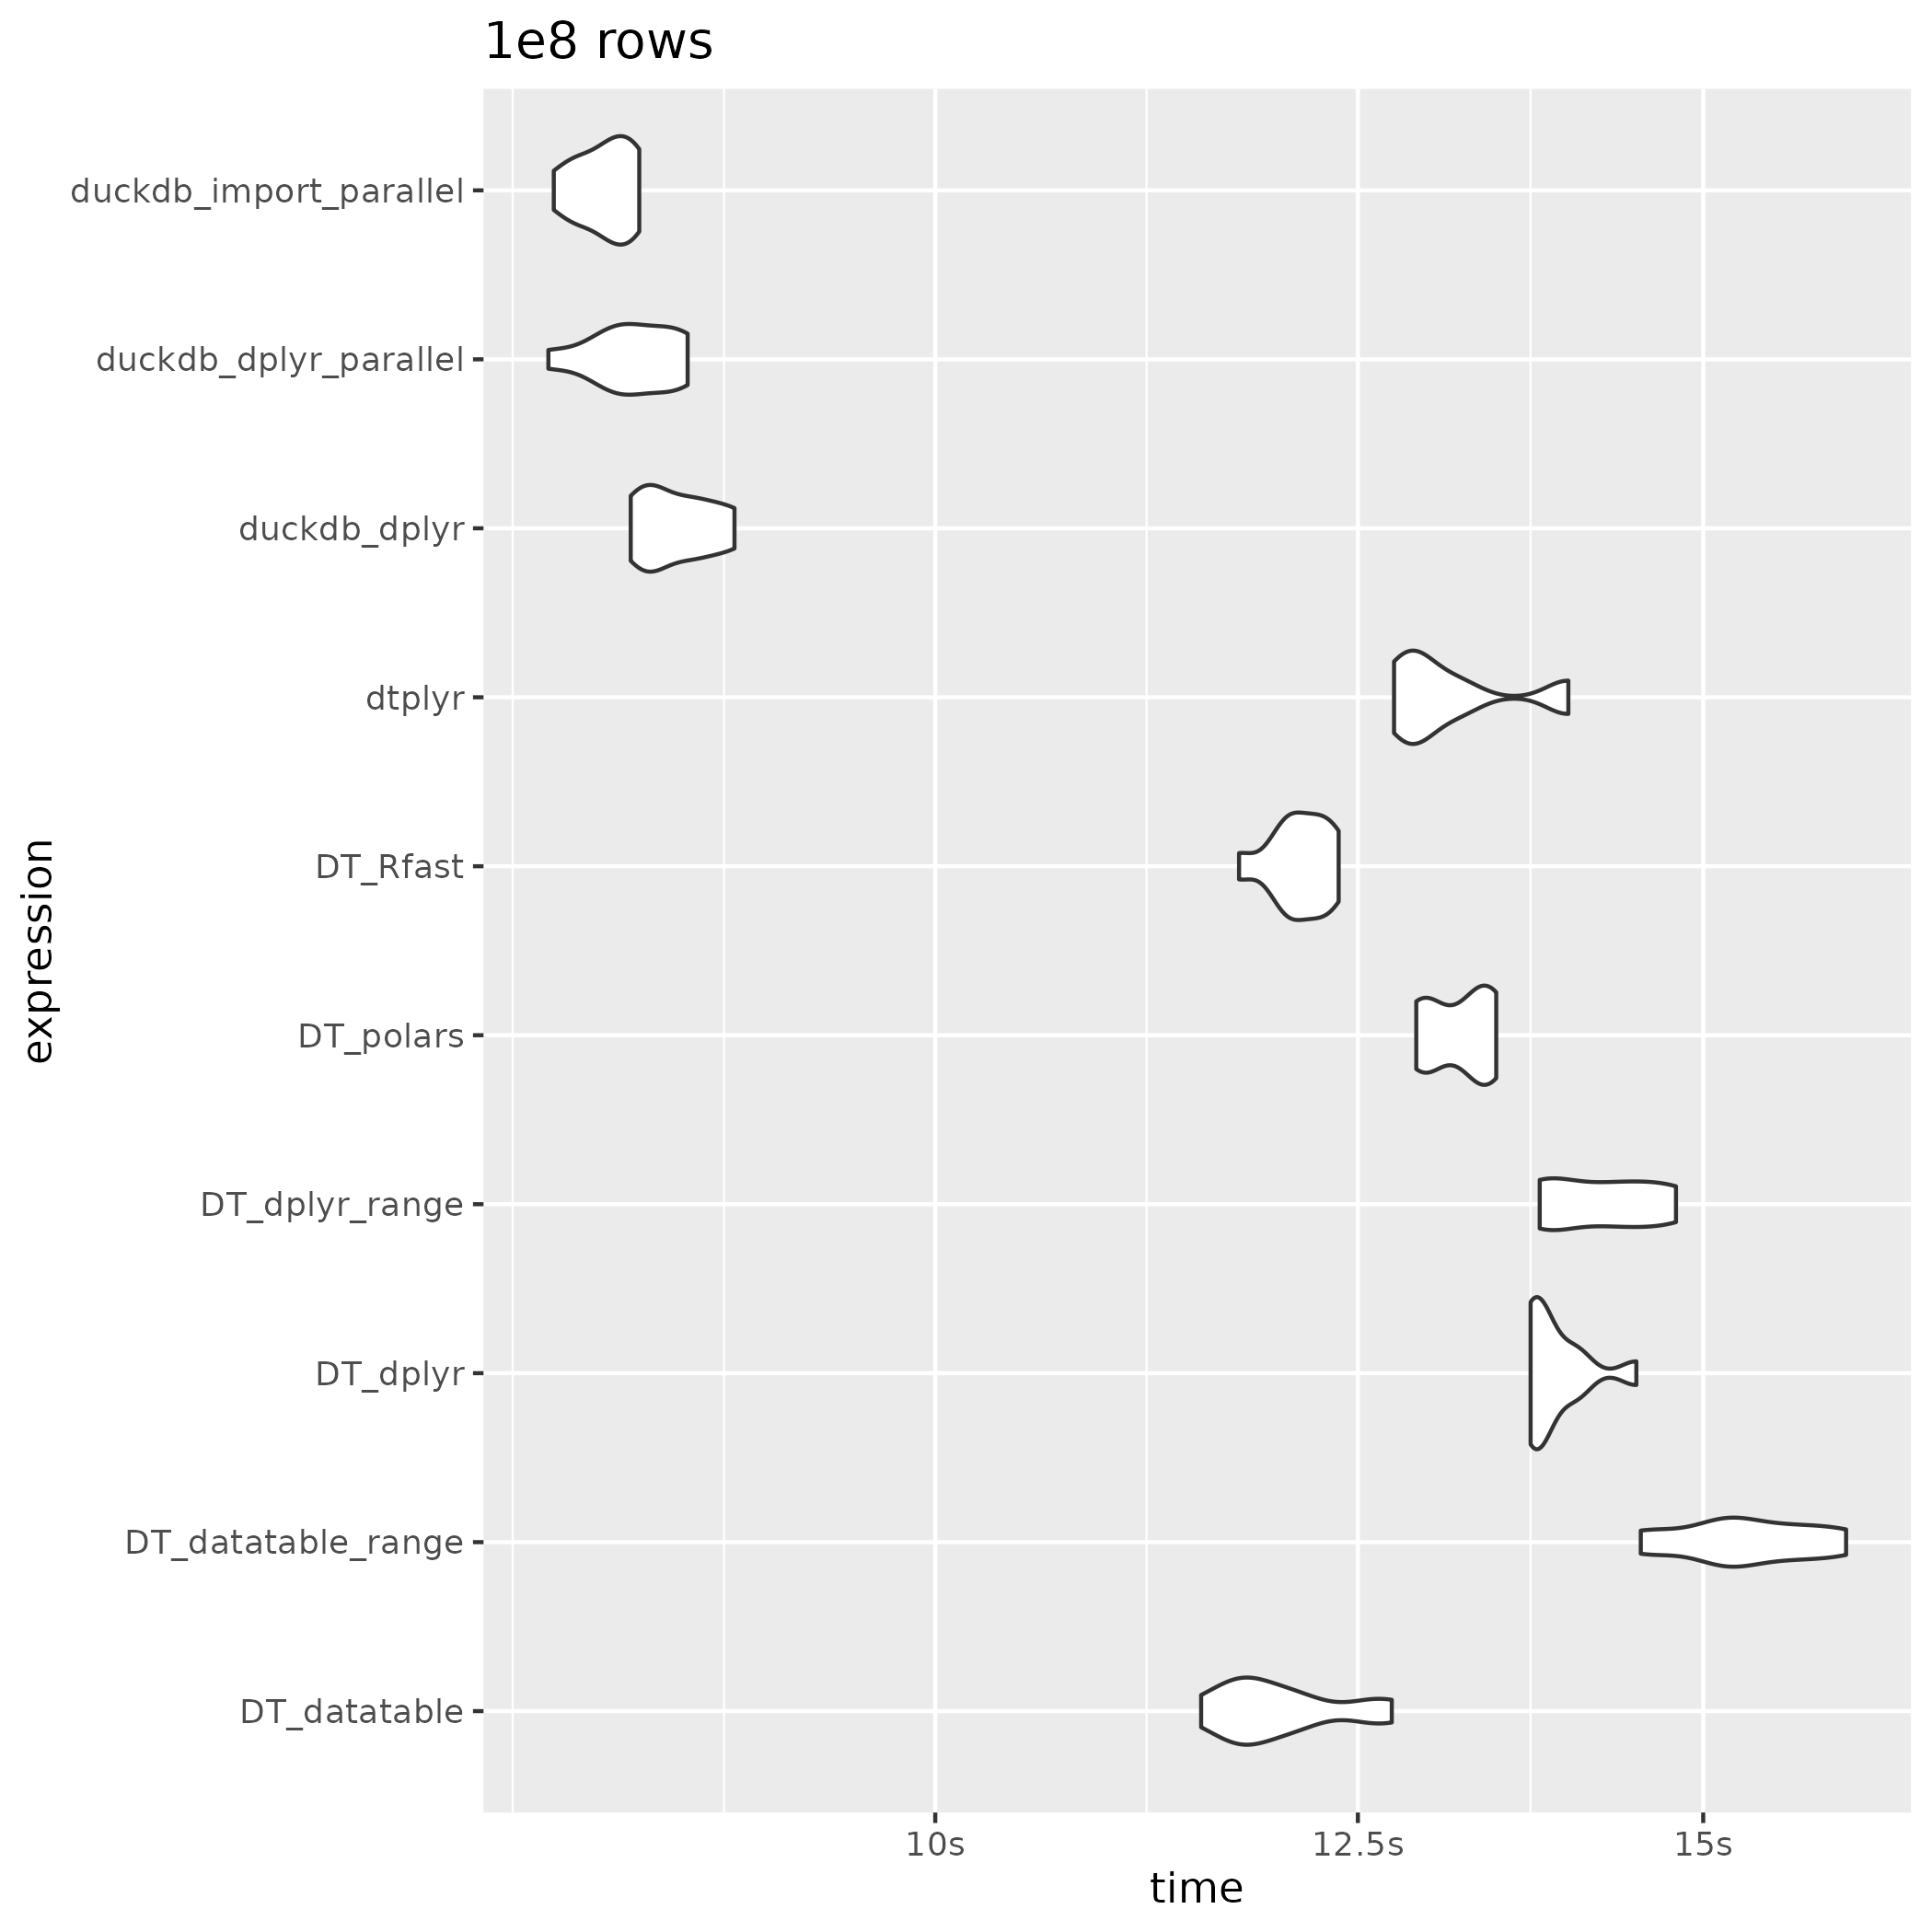 1e8 rows
duckdb_import_parallel
duckdb_dplyr_parallel
duckdb_dplyr
dtplyr
DT_Rfast
DT_polars
DT_dplyr_range
DT_dplyr
DT_datatable_range
DT_datatable
expression
10s 12.5s 15s
time